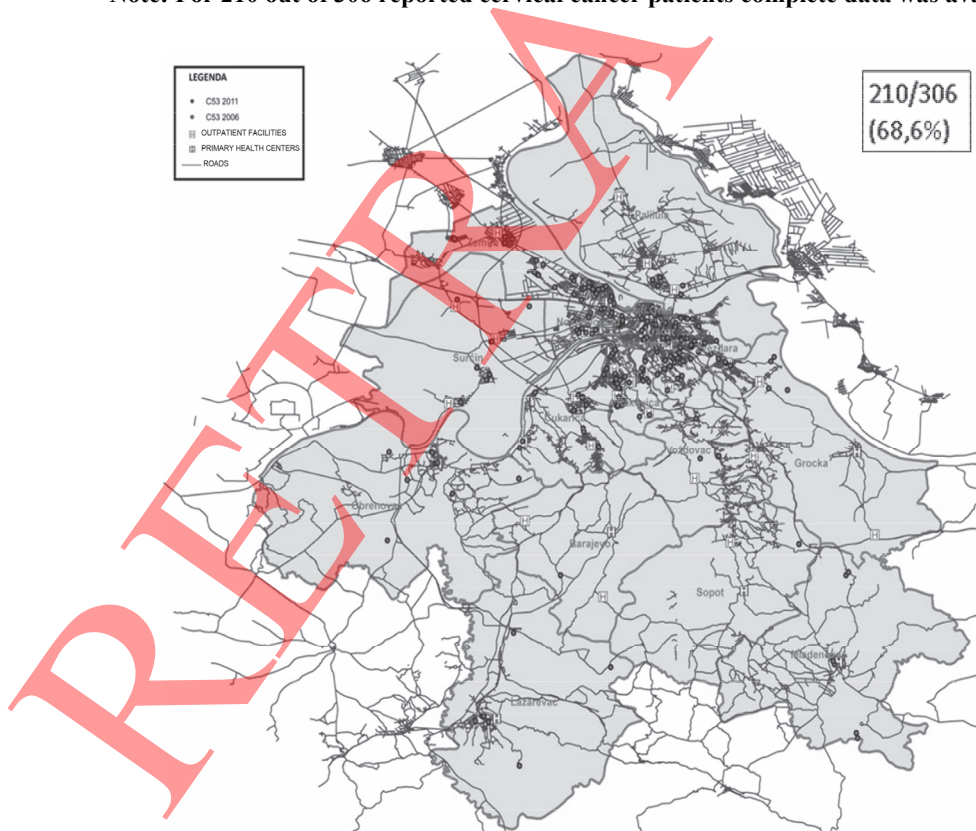 Note: For 210 out of 306 reported cervical cancer patients complete data was
LEGENDA
C53 2011
C53 2006
H OUTPATIENT FACILITIES
H PRIMARY HEALTH CENTERS
ROADS
210/306
(68,6%)
Palilula
Zemun
Surčin
Čukarica
Voždovac
Grocka
Obrenovac
Barajevo
Sopot
Mladenovac
Lazarevac
RETRA